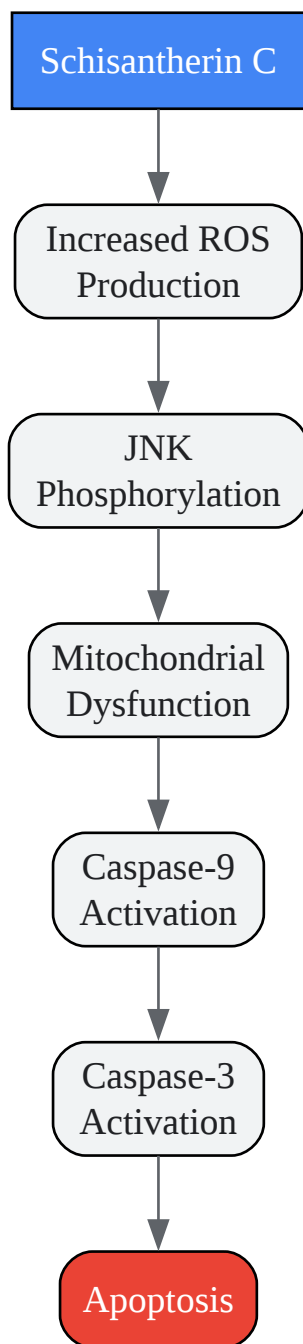 Schisantherin C
Increased ROS
Production
JNK
Phosphorylation
Mitochondrial
Dysfunction
Caspase-9
Activation
Caspase-3
Activation
Apoptosis